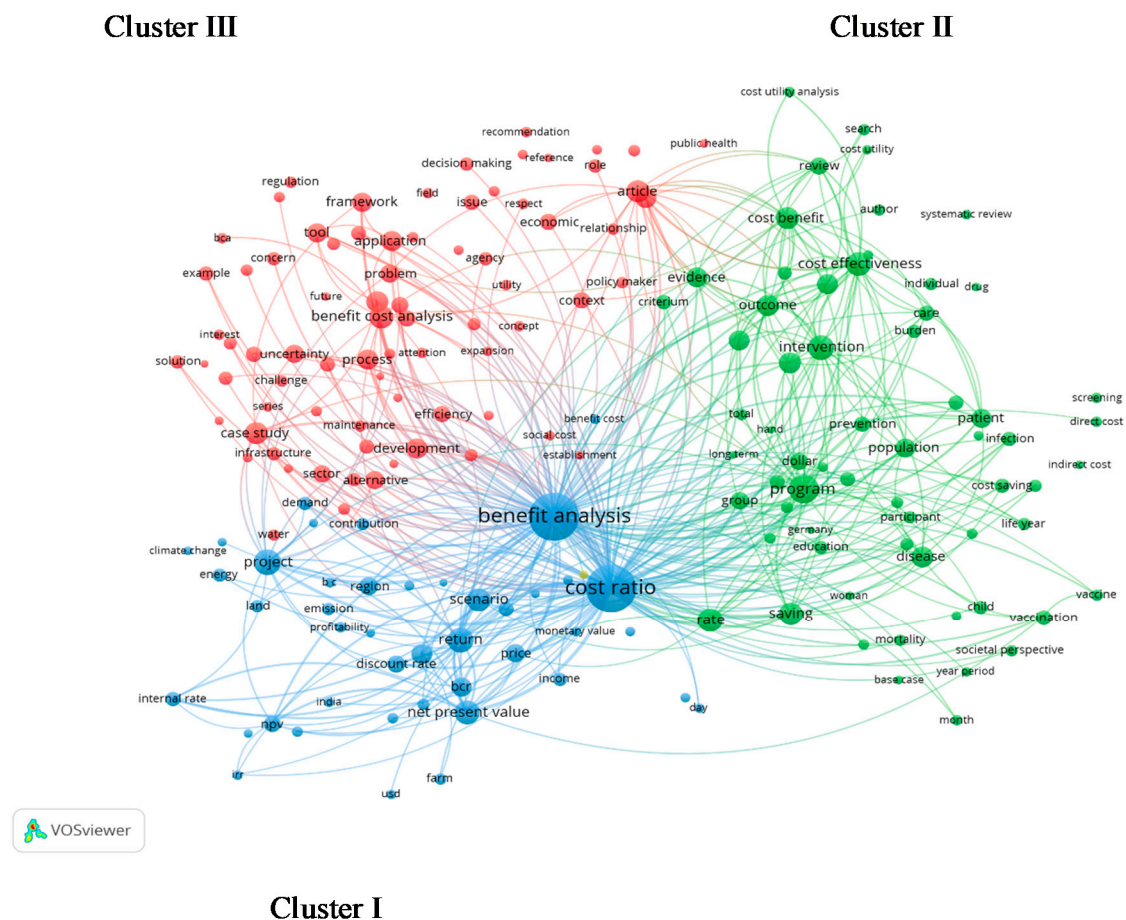 Cluster III
Cluster II
cost utility analysis
search
recommendation
public health
cost utility
decision making
reference
role
review
regulation
field
issue
respect
article
framework
author
systematic review
economic
relationship
cost benefit
tool
application
bca
concern
agency
cost effectiveness
example
problem
utility
policy maker
evidence
individual
drug
future
context
criterium
outcome
care
benefit cost analysis
concept
burden
interest
solution
uncertainty
process
attention
expansion
intervention
challenge
series
efficiency
benefit cost
total
screening
case study
maintenance
social cost
hand
prevention
patient
direct cost
infrastructure
development
establishment
long term
population
infection
sector
alternative
dollar
indirect cost
demand
program
cost saving
benefit analysis
group
contribution
participant
life year
water
germany
climate change
project
education
disease
energy
b c
region
cost ratio
land
emission
scenario
woman
child
vaccine
profitability
return
monetary value
rate
saving
vaccination
discount rate
price
mortality
societal perspective
bcr
income
base case
year period
internal rate
india
net present value
day
npv
month
irr
farm
usd
VOSviewer
Cluster I